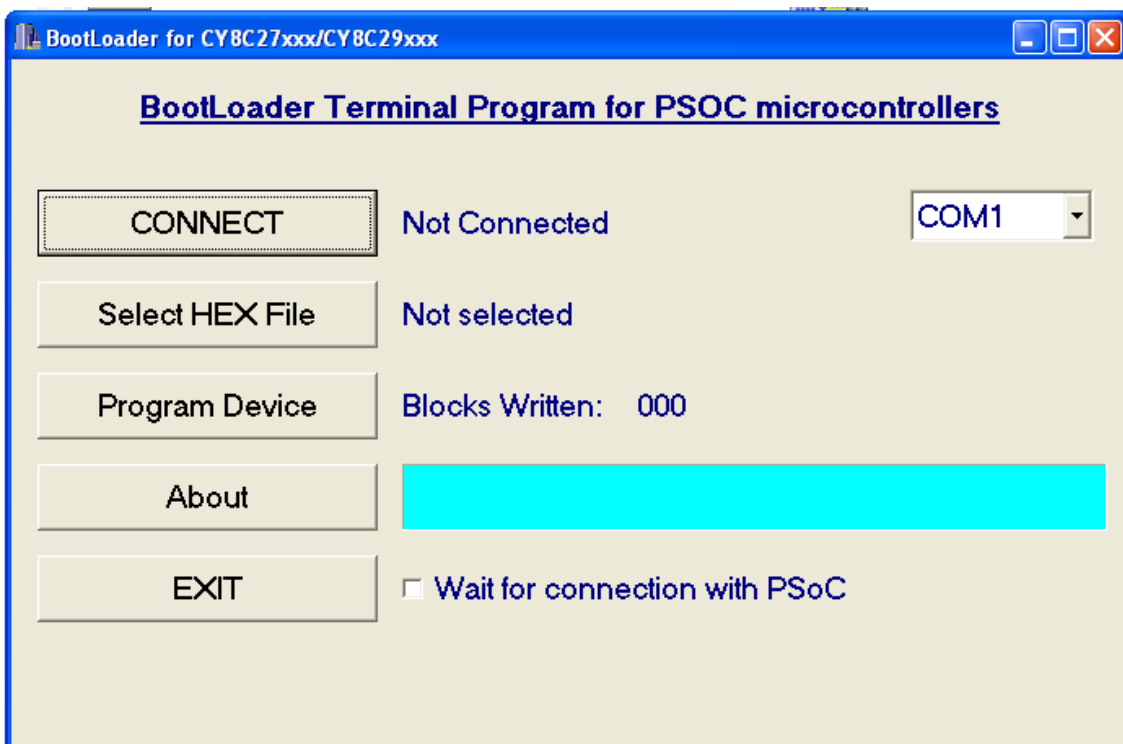 BootLoader for CY8C27xxx/CY8C29xxx
BootLoader Terminal Program for PSOC microcontrollers
CONNECT Not Connected COM1
Select HEX File Not selected
Program Device Blocks Written: 000
About
EXIT Wait for connection with PSoC